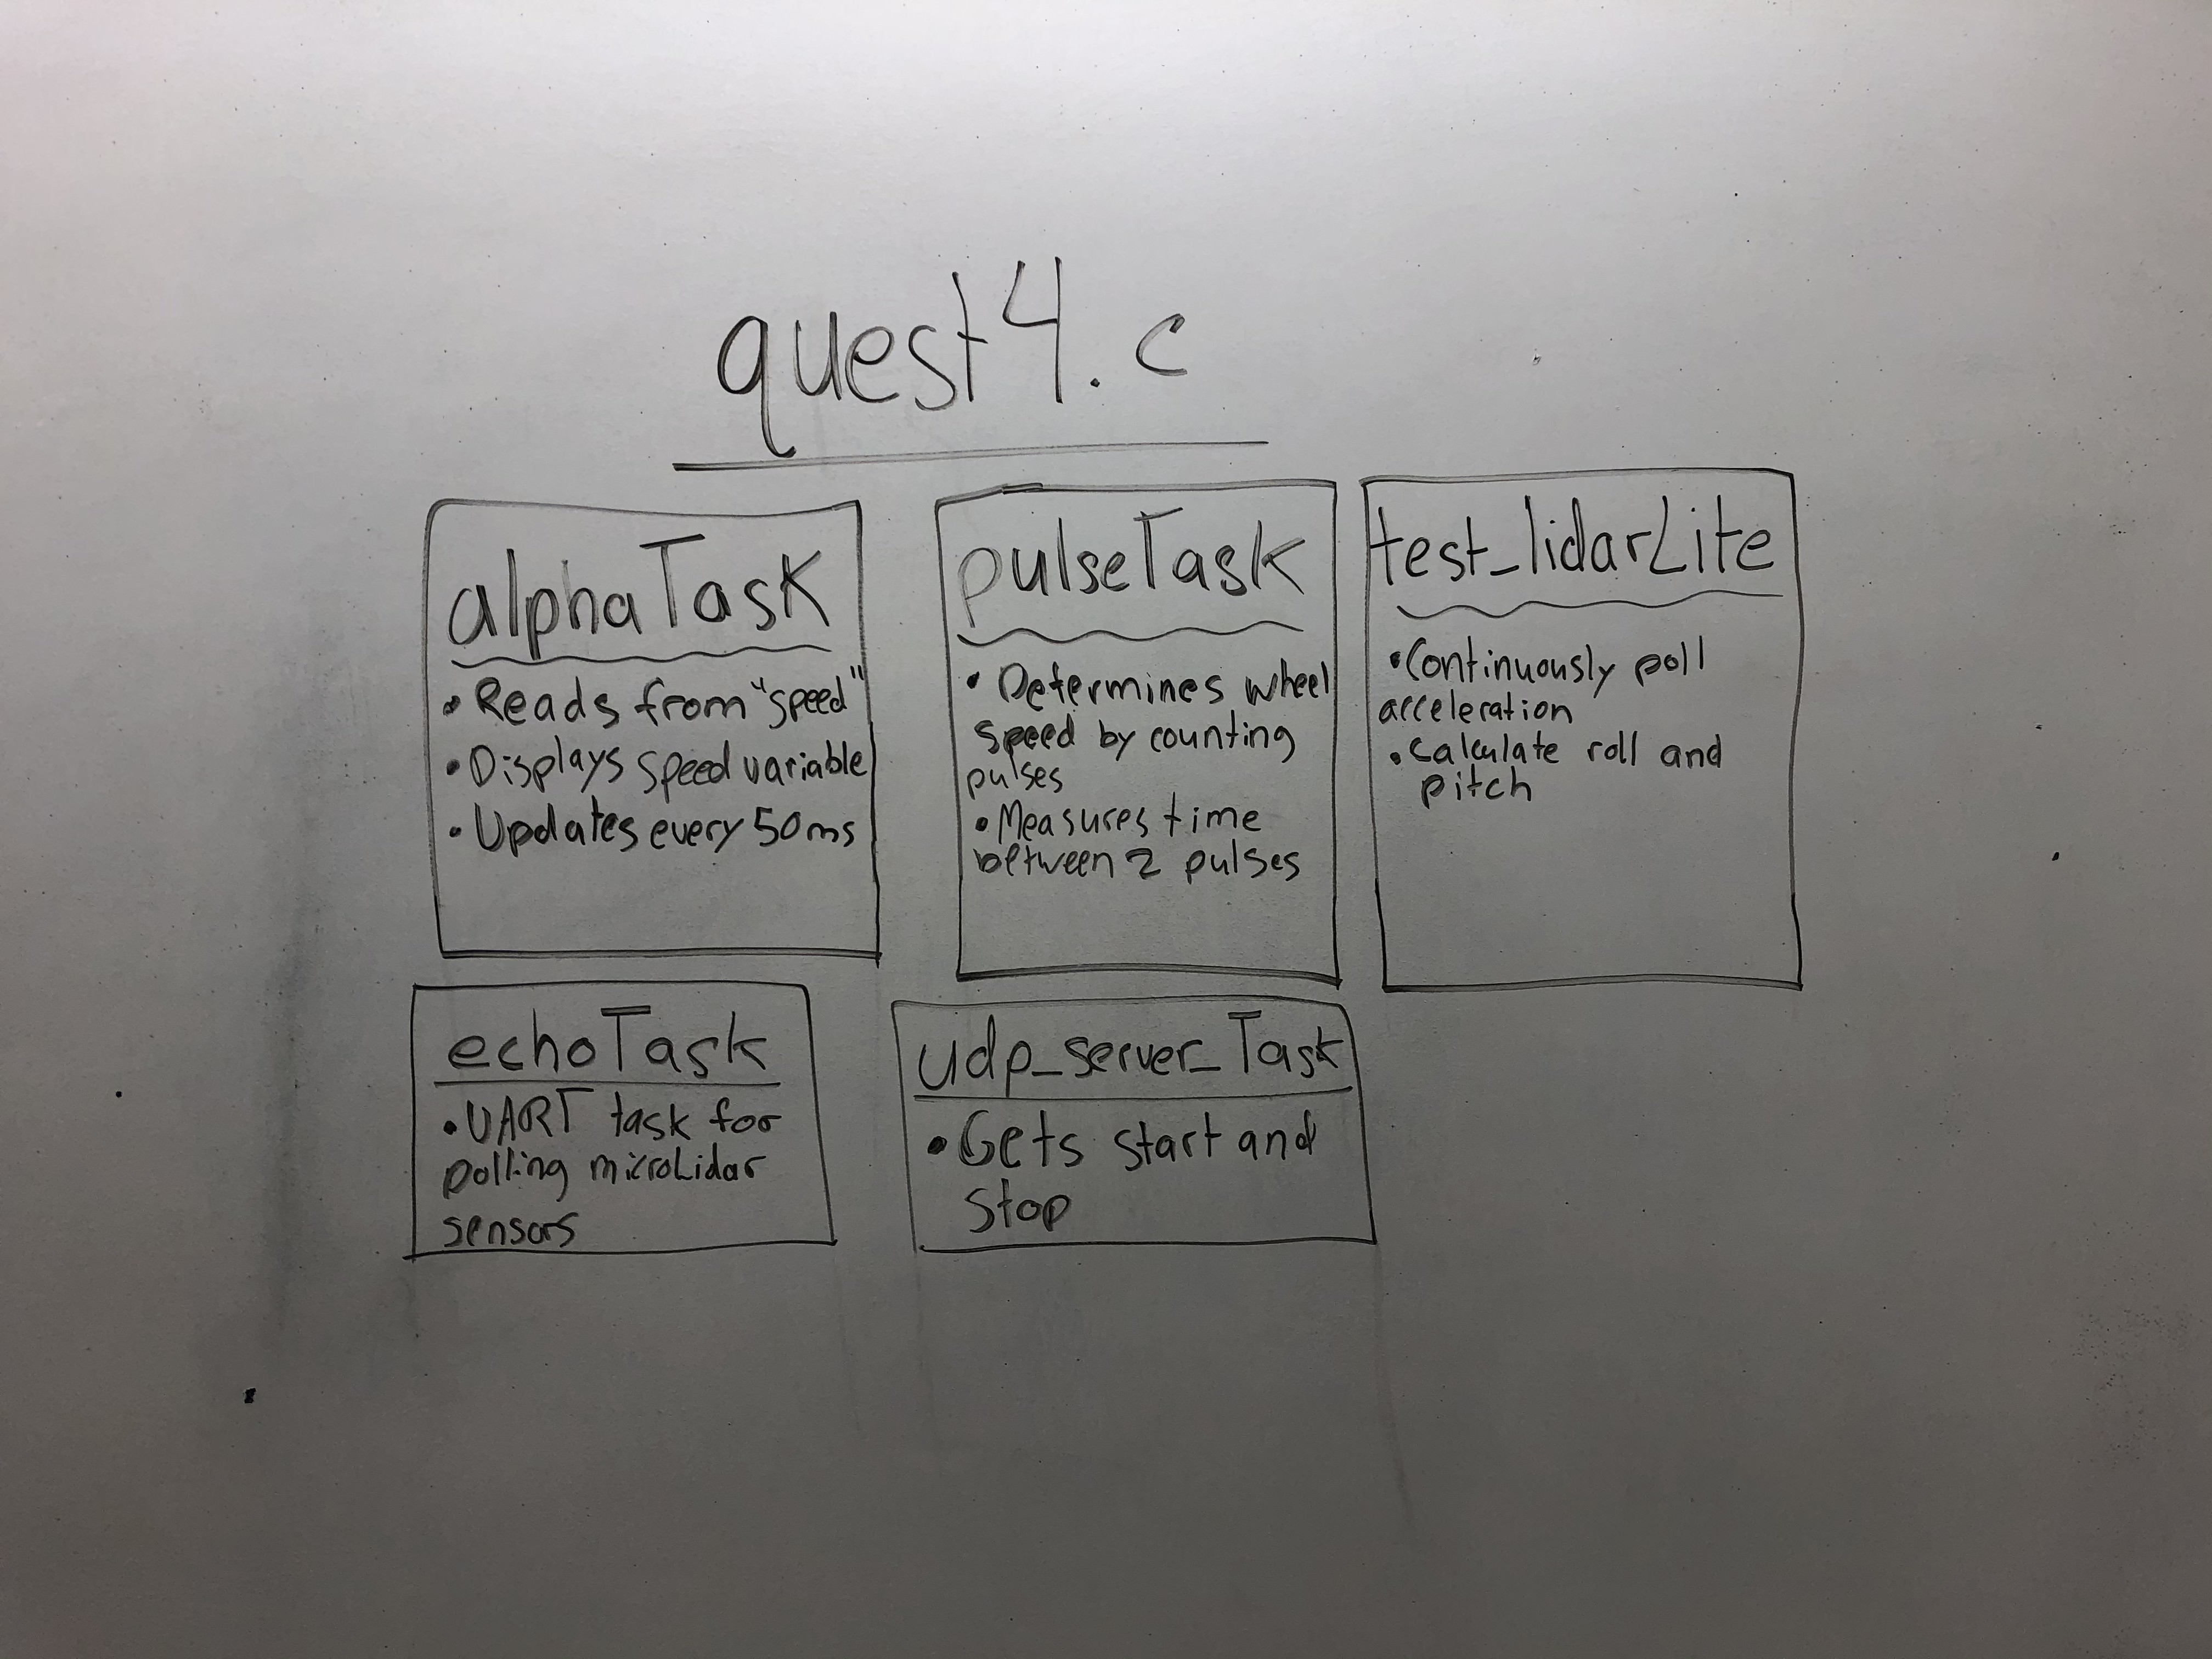 quest4.c
alphaTask
• Reads from "speed"
• Displays speed variable
• Updates every 50ms
pulseTask
• Determines wheel
speed by counting
pulses
• Measures time
between 2 pulses
test_lidarLite
• Continuously poll
acceleration
• Calculate roll and
pitch
echoTask
• UART task for
polling microLidar
sensors
udp_server_Task
• Gets start and
stop